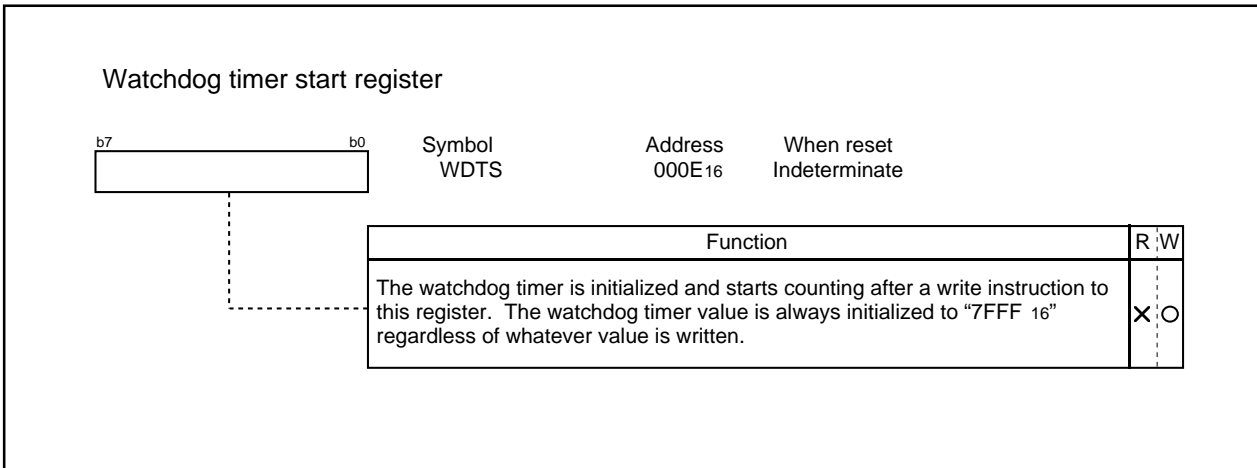 Watchdog timer start register
b7 b0 Symbol Address When reset
WDTS 000E16 Indeterminate
Function R W
The watchdog timer is initialized and starts counting after a write instruction to
this register. The watchdog timer value is always initialized to “7FFF 16”
regardless of whatever value is written.